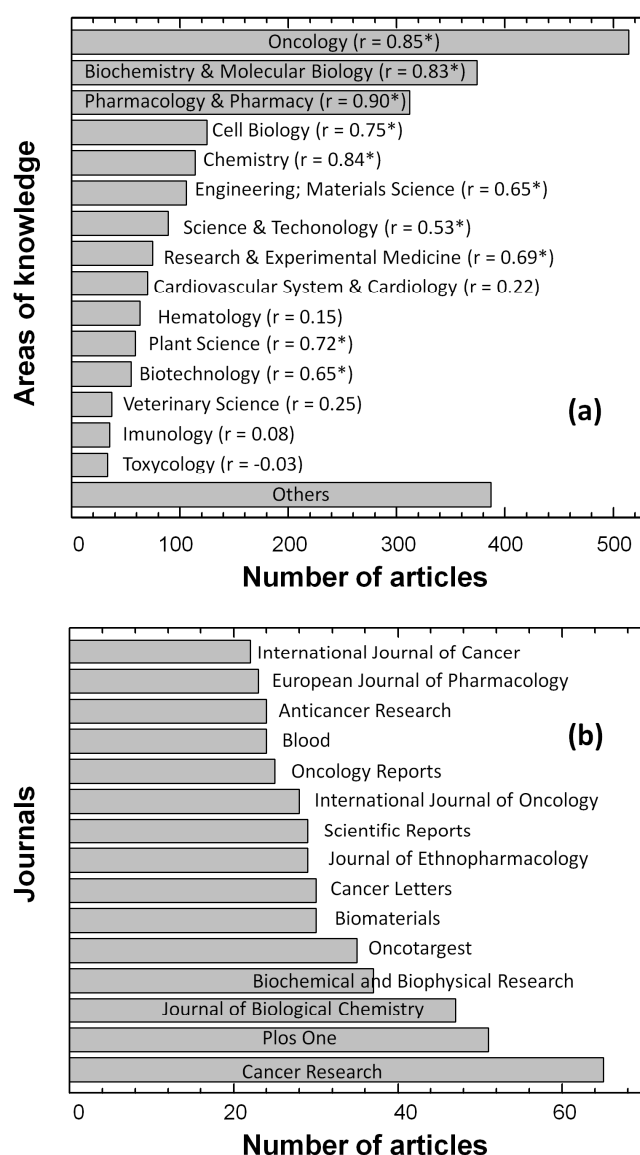 Oncology (r = 0.85*)
Biochemistry & Molecular Biology (r = 0.83*)
Pharmacology & Pharmacy (r = 0.90*)
Cell Biology (r = 0.75*)
Chemistry (r = 0.84*)
Engineering; Materials Science (r = 0.65*)
Science & Techonology (r = 0.53*)
Research & Experimental Medicine (r = 0.69*)
Cardiovascular System & Cardiology (r = 0.22)
Hematology (r = 0.15)
Plant Science (r = 0.72*)
Biotechnology (r = 0.65*)
Veterinary Science (r = 0.25)
Imunology (r = 0.08)
Toxycology (r = -0.03)
Others
Areas of knowledge
(a)
0 100 200 300 400 500
Number of articles
International Journal of Cancer
European Journal of Pharmacology
Anticancer Research
Blood
Oncology Reports
International Journal of Oncology
Scientific Reports
Journal of Ethnopharmacology
Cancer Letters
Biomaterials
Oncotargest
Biochemical and Biophysical Research
Journal of Biological Chemistry
Plos One
Cancer Research
Journals
(b)
0 20 40 60
Number of articles